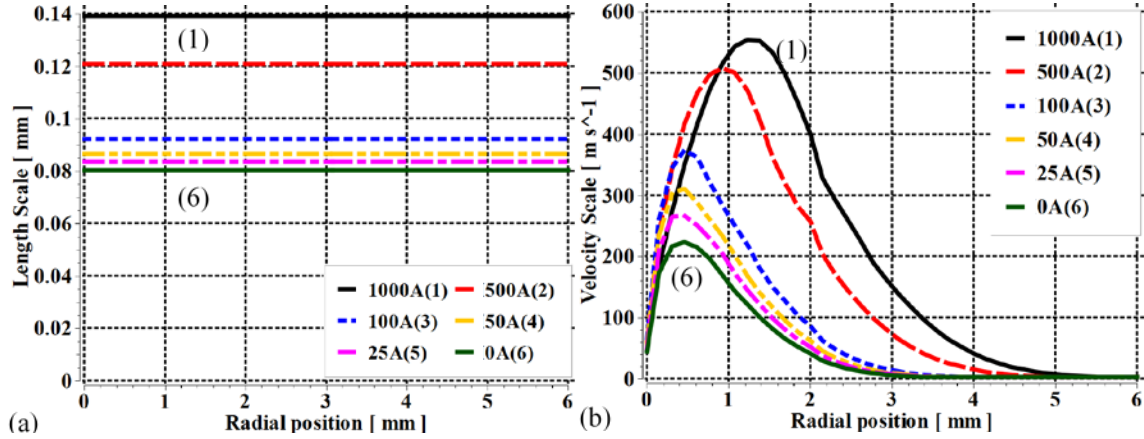 0.14
0.12
0.10
0.08
0.06
0.04
0.02
0
Length Scale [ mm ]
(1)
(6)
1000A(1) 500A(2)
100A(3) 50A(4)
25A(5) 0A(6)
0 1 2 3 4 5 6
Radial position [ mm ]
(a)
600
500
400
300
200
100
0
Velocity Scale [ m s^-1 ]
(1)
(6)
1000A(1)
500A(2)
100A(3)
50A(4)
25A(5)
0A(6)
0 1 2 3 4 5 6
Radial position [ mm ]
(b)